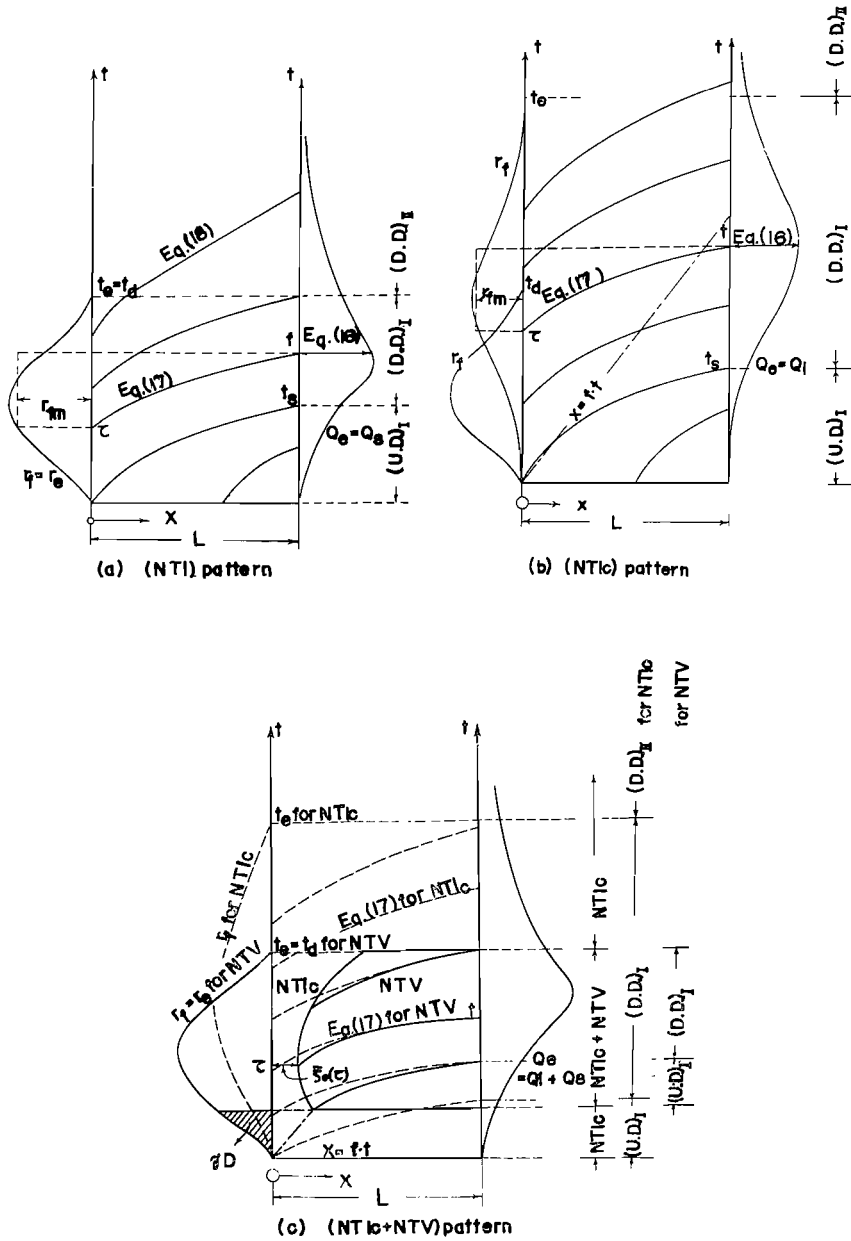 t
t
Eq.(18)
t_e=t_d
t
Eq.(16)
Eq.(17)
r_fm
τ
t_s
r_f=r_e
Q_e=Q_s
x
L
(D.D)_II
(D.D.)_I
(U.D)_I
(a) (NTI) pattern
t
t
t_e
r_f
t
Eq.(16)
r_fm
t_d
Eq.(17)
τ
r_f
t_s
Q_e=Q_I
x=f·t
x
L
(D.D.)_II
(D.D.)_I
(U.D)_I
(b) (NTIc) pattern
t
t
t_e for NTIc
r_f for NTIc
Eq.(17) for NTIc
t_e=t_d for NTV
r_f=r_e for NTV
NTIc
NTV
Eq.(17) for NTV
t
τ
ξ_o(τ)
Q_e
=Q_I+Q_s
γD
x=f·t
x
L
NTIc
NTIc+NTV
NTIc
(D.D.)_II for NTIc
(D.D)_I
(U.D)_I
for NTV
(D.D.)_I
(U.D)_I
(c) (NTIc+NTV)pattern